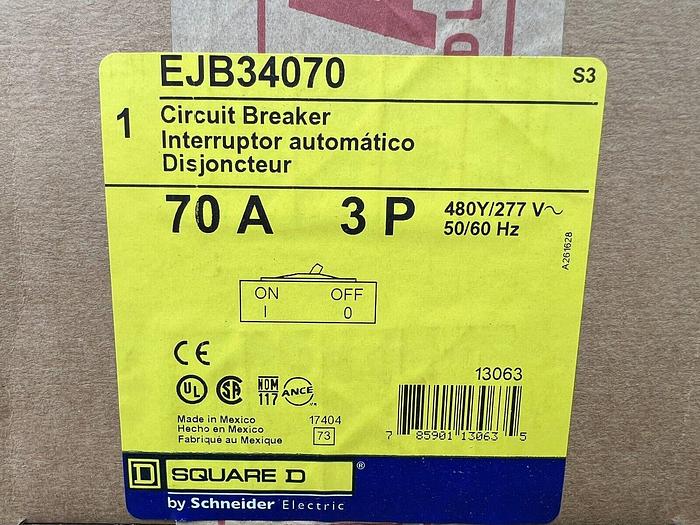 EJB34070
S3
1
Circuit Breaker
Interruptor automático
Disjoncteur
70 A 3 P 480Y/277 V~
50/60 Hz
A261628
ON OFF
I 0
CE
UL SA NOM 117 ANCE
13063
Made in Mexico 17404
Hecho en Mexico 73
Fabriqué au Mexique
7 85901 13063 5
D SQUARE D ®
by Schneider Electric